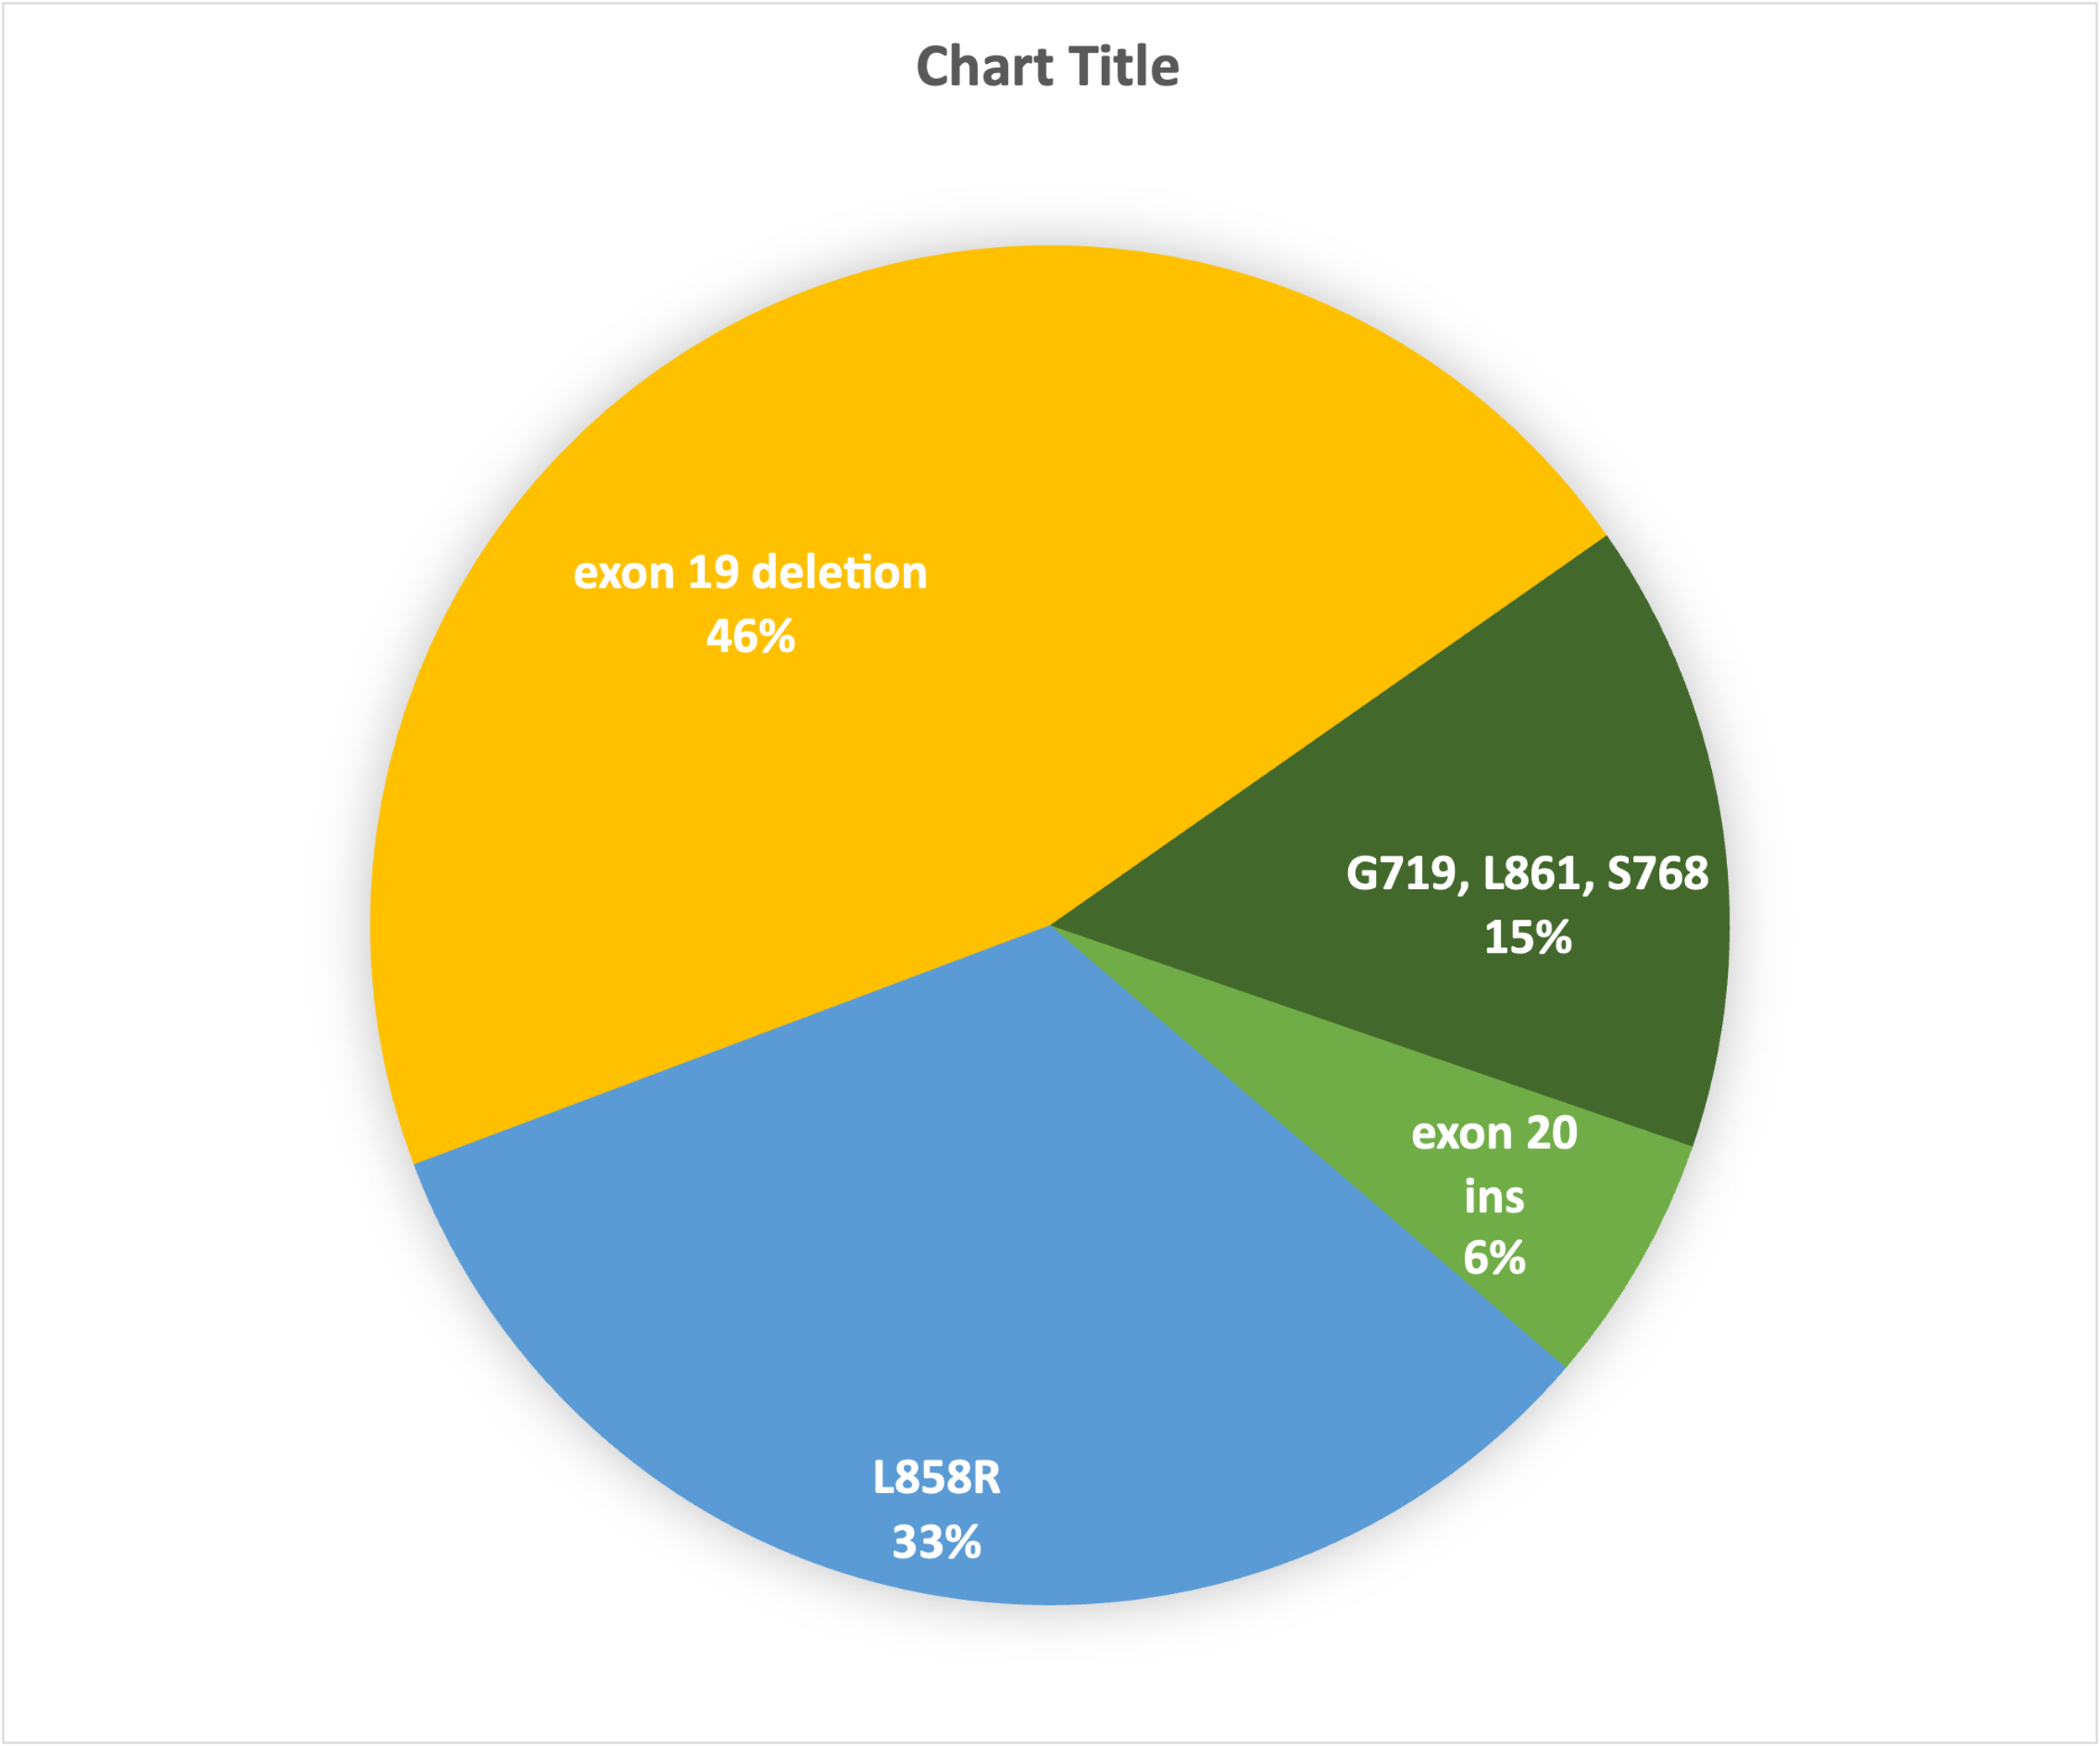 Chart Title
exon 19 deletion
46%
G719, L861, S768
15%
exon 20
ins
6%
L858R
33%